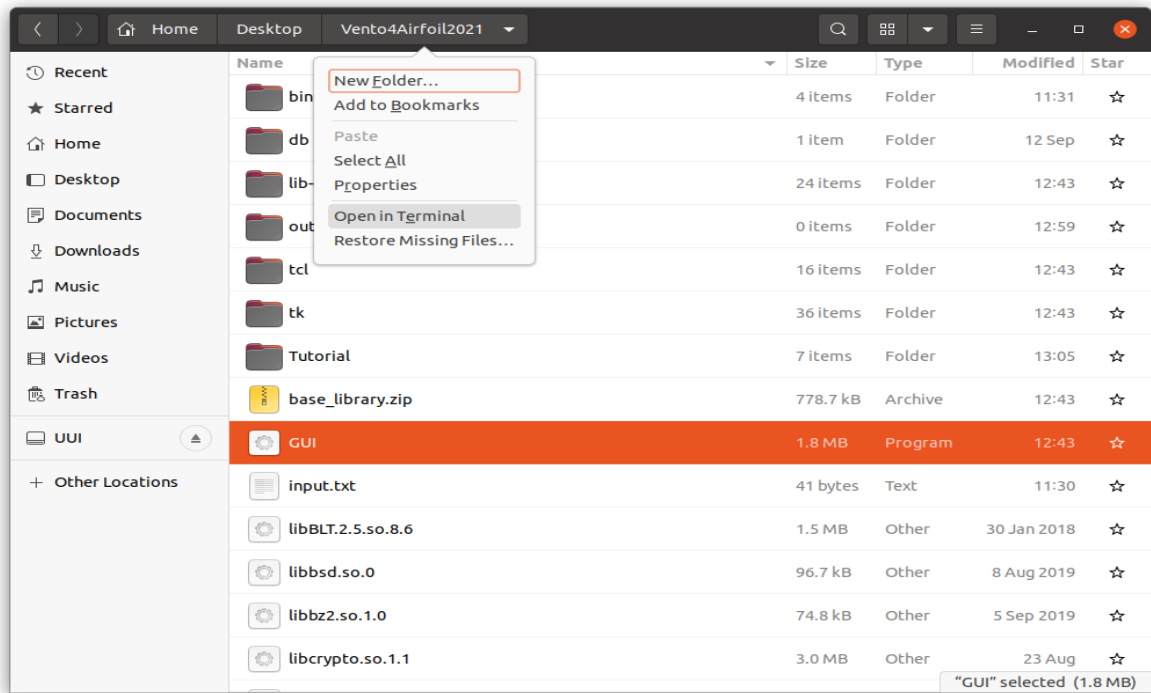 Home Desktop Vento4Airfoil2021
Recent
Starred
Home
Desktop
Documents
Downloads
Music
Pictures
Videos
Trash
UUI
Other Locations
Name Size Type Modified Star
New Folder…
Add to Bookmarks
Paste
Select All
Properties
Open in Terminal
Restore Missing Files…
bin 4 items Folder 11:31
db 1 item Folder 12 Sep
lib- 24 items Folder 12:43
out 0 items Folder 12:59
tcl 16 items Folder 12:43
tk 36 items Folder 12:43
Tutorial 7 items Folder 13:05
base_library.zip 778.7 kB Archive 12:43
GUI 1.8 MB Program 12:43
input.txt 41 bytes Text 11:30
libBLT.2.5.so.8.6 1.5 MB Other 30 Jan 2018
libbsd.so.0 96.7 kB Other 8 Aug 2019
libbz2.so.1.0 74.8 kB Other 5 Sep 2019
libcrypto.so.1.1 3.0 MB Other 23 Aug
"GUI" selected (1.8 MB)